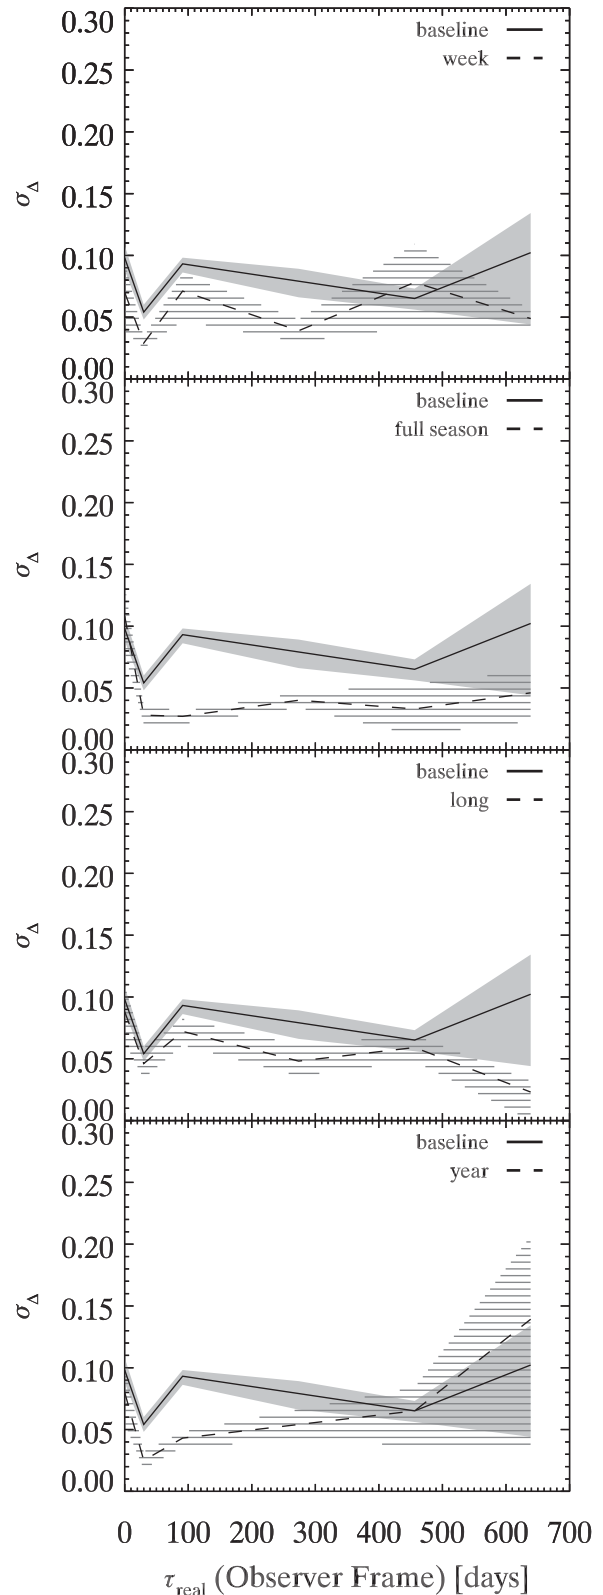 0.30
baseline
week
0.25
0.20
0.15
σ_Δ
0.10
0.05
0.00
0.30
baseline
full season
0.25
0.20
0.15
σ_Δ
0.10
0.05
0.00
0.30
baseline
long
0.25
0.20
0.15
σ_Δ
0.10
0.05
0.00
0.30
baseline
year
0.25
0.20
0.15
σ_Δ
0.10
0.05
0.00
0 100 200 300 400 500 600 700
τ_real (Observer Frame) [days]